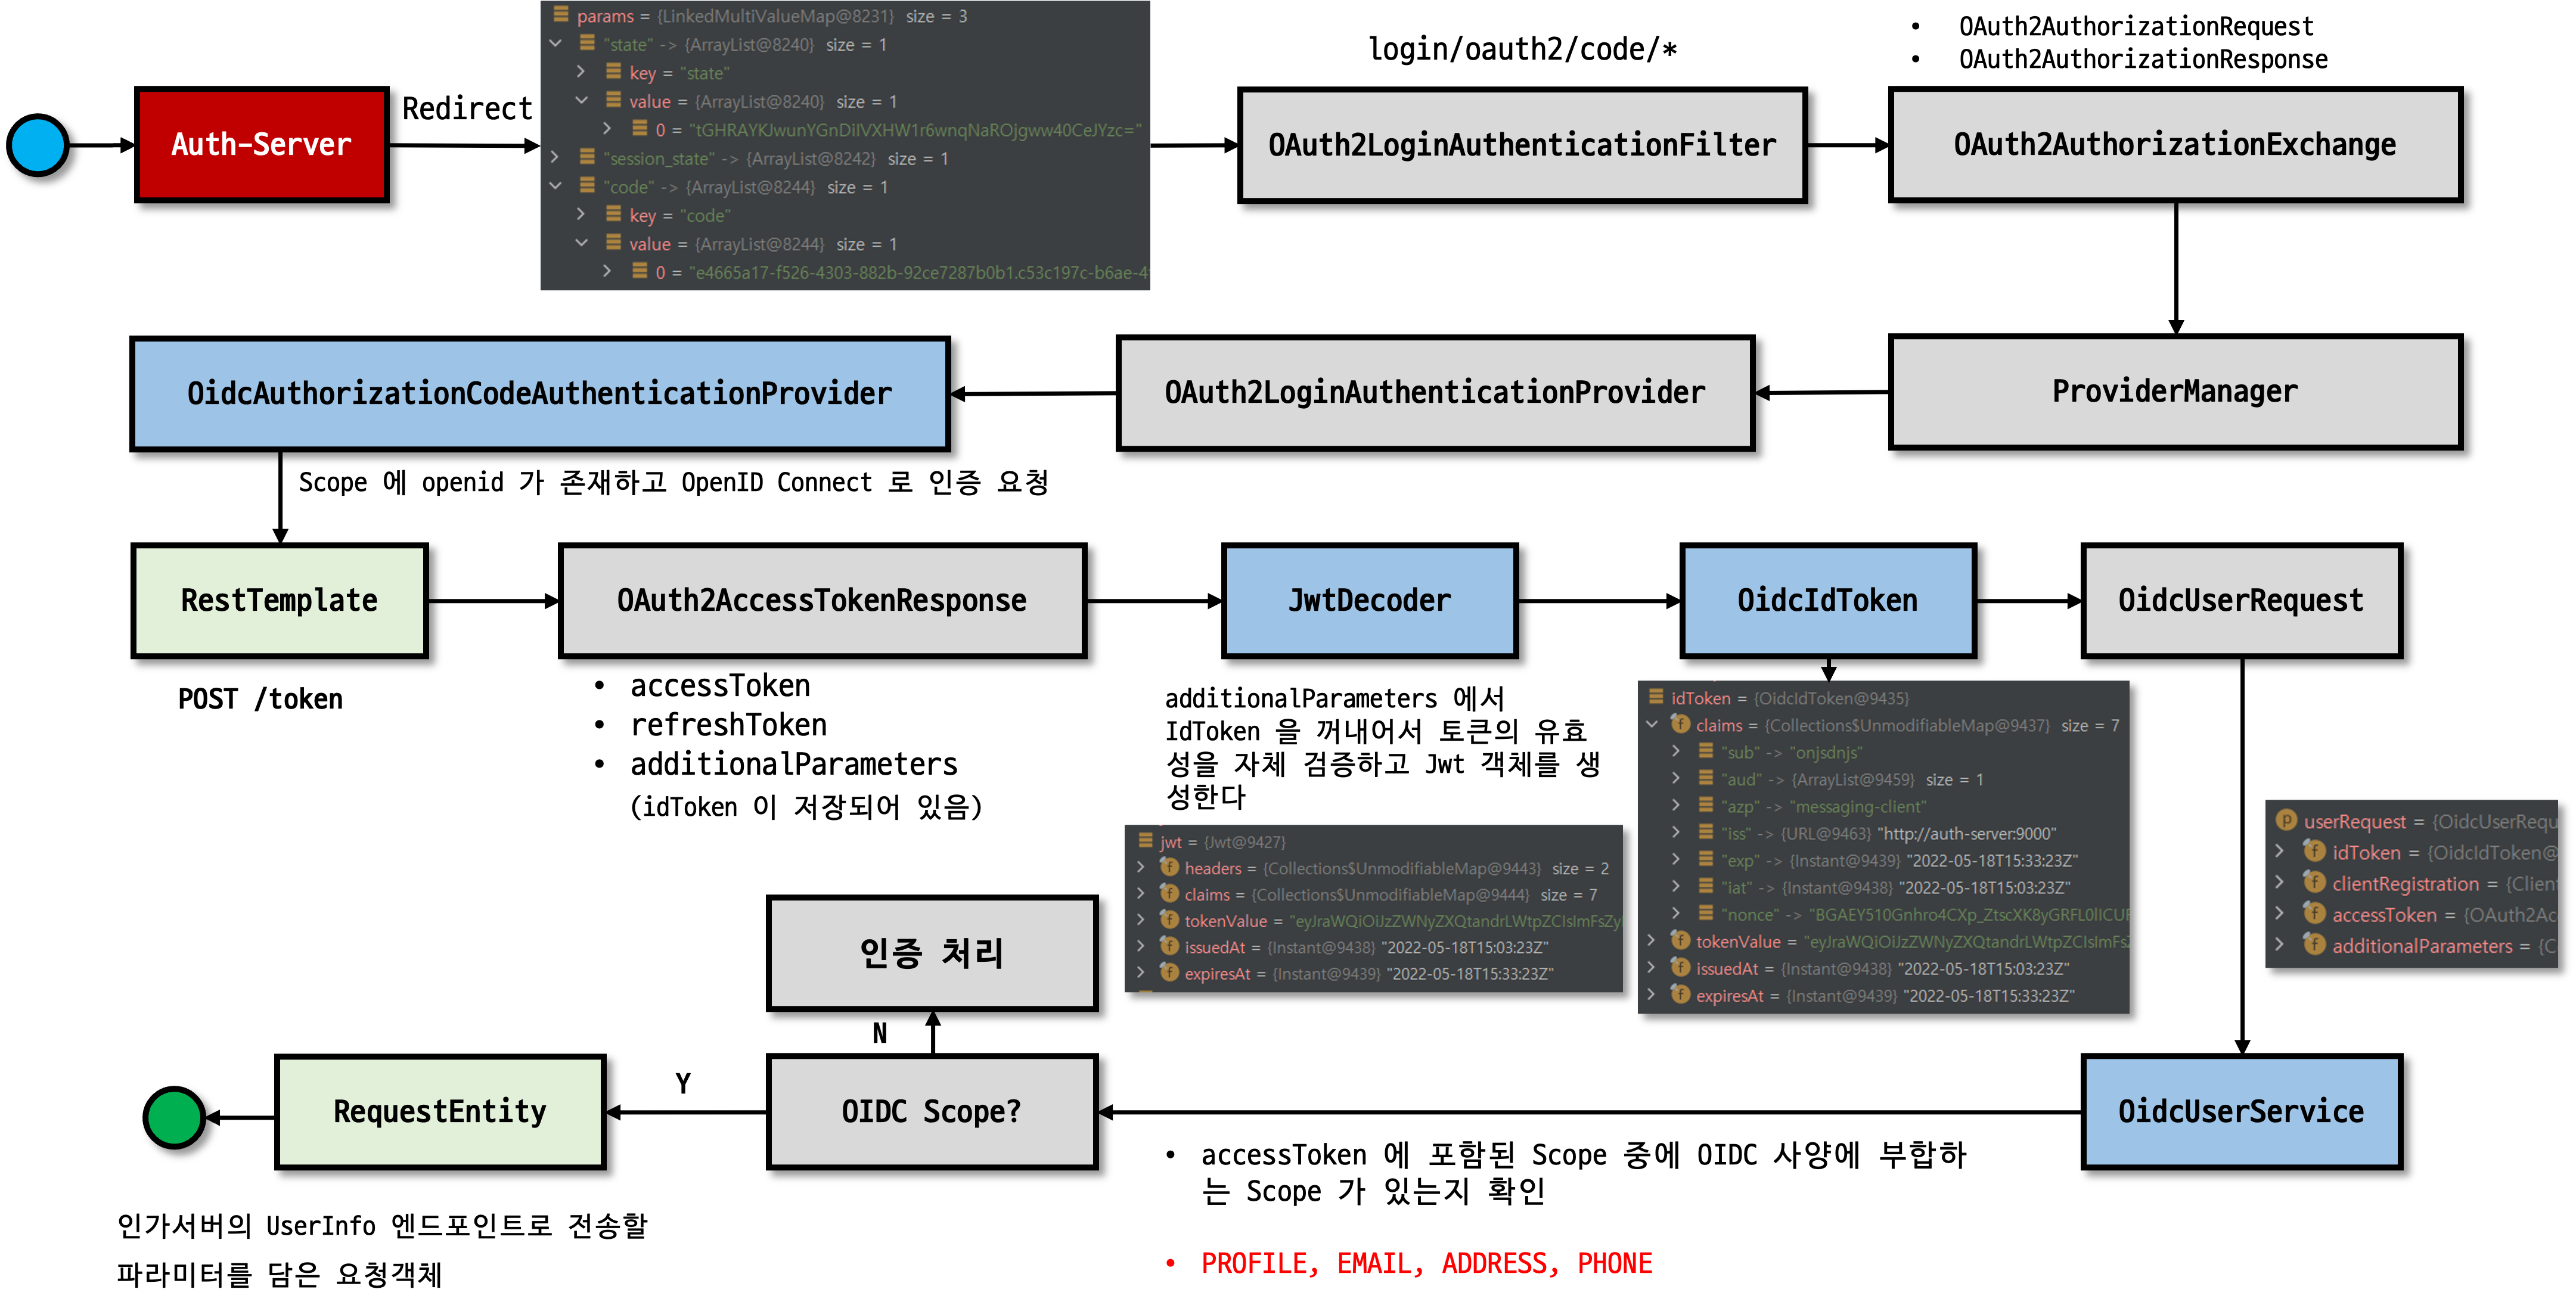 params = {LinkedMultiValueMap@8231} size = 3
"state" -> {ArrayList@8240} size = 1
key = "state"
value = {ArrayList@8240} size = 1
0 = "tGHRAYKJwunYGnDiIVXHW1r6wnqNaROjgww40CeJYzc="
"session_state" -> {ArrayList@8242} size = 1
"code" -> {ArrayList@8244} size = 1
key = "code"
value = {ArrayList@8244} size = 1
0 = "e4665a17-f526-4303-882b-92ce7287b0b1.c53c197c-b6ae-4
Auth-Server
Redirect
login/oauth2/code/*
OAuth2LoginAuthenticationFilter
• OAuth2AuthorizationRequest
• OAuth2AuthorizationResponse
OAuth2AuthorizationExchange
OidcAuthorizationCodeAuthenticationProvider
OAuth2LoginAuthenticationProvider
ProviderManager
Scope 에 openid 가 존재하고 OpenID Connect 로 인증 요청
RestTemplate
OAuth2AccessTokenResponse
JwtDecoder
OidcIdToken
OidcUserRequest
POST /token
• accessToken
• refreshToken
• additionalParameters
(idToken 이 저장되어 있음)
additionalParameters 에서
IdToken 을 꺼내어서 토큰의 유효
성을 자체 검증하고 Jwt 객체를 생
성한다
jwt = {Jwt@9427}
headers = {Collections$UnmodifiableMap@9443} size = 2
claims = {Collections$UnmodifiableMap@9444} size = 7
tokenValue = "eyJraWQiOiJzZWNyZXQtandrLWtpZCIsImFsZy
issuedAt = {Instant@9438} "2022-05-18T15:03:23Z"
expiresAt = {Instant@9439} "2022-05-18T15:33:23Z"
idToken = {OidcIdToken@9435}
claims = {Collections$UnmodifiableMap@9437} size = 7
"sub" -> "onjsdnjs"
"aud" -> {ArrayList@9459} size = 1
"azp" -> "messaging-client"
"iss" -> {URL@9463} "http://auth-server:9000"
"exp" -> {Instant@9439} "2022-05-18T15:33:23Z"
"iat" -> {Instant@9438} "2022-05-18T15:03:23Z"
"nonce" -> "BGAEY510Gnhro4CXp_ZtscXK8yGRFL0lICUF
tokenValue = "eyJraWQiOiJzZWNyZXQtandrLWtpZCIsImFsZ
issuedAt = {Instant@9438} "2022-05-18T15:03:23Z"
expiresAt = {Instant@9439} "2022-05-18T15:33:23Z"
userRequest = {OidcUserRequ
idToken = {OidcIdToken@
clientRegistration = {Client
accessToken = {OAuth2Acc
additionalParameters = {C
인증 처리
N
Y
RequestEntity
OIDC Scope?
OidcUserService
• accessToken 에 포함된 Scope 중에 OIDC 사양에 부합하
는 Scope 가 있는지 확인
• PROFILE, EMAIL, ADDRESS, PHONE
인가서버의 UserInfo 엔드포인트로 전송할
파라미터를 담은 요청객체